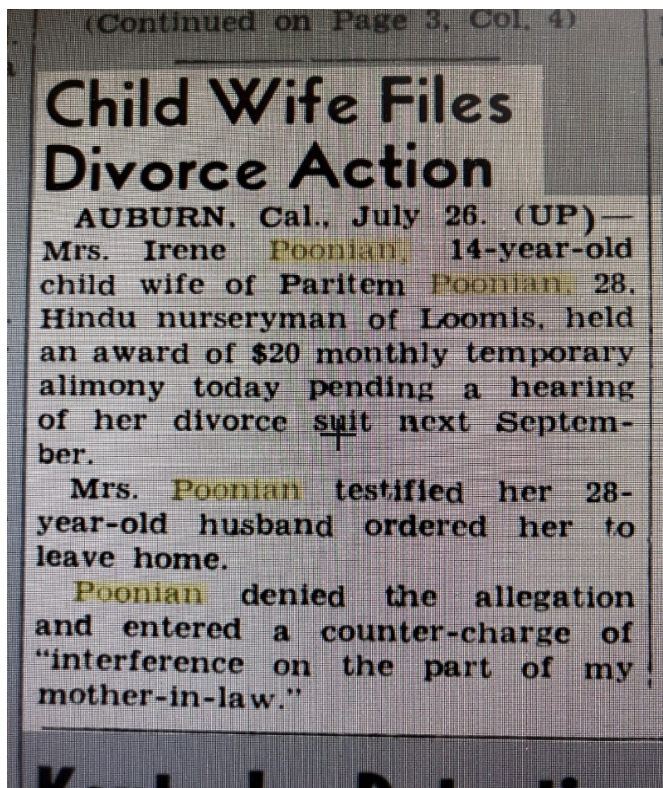 (Continued on Page 3, Col. 4)
Child Wife Files
Divorce Action
AUBURN, Cal., July 26. (UP)—
Mrs. Irene Poonian, 14-year-old
child wife of Paritem Poonian, 28,
Hindu nurseryman of Loomis, held
an award of $20 monthly temporary
alimony today pending a hearing
of her divorce suit next Septem-
ber.
Mrs. Poonian testified her 28-
year-old husband ordered her to
leave home.
Poonian denied the allegation
and entered a counter-charge of
“interference on the part of my
mother-in-law.”